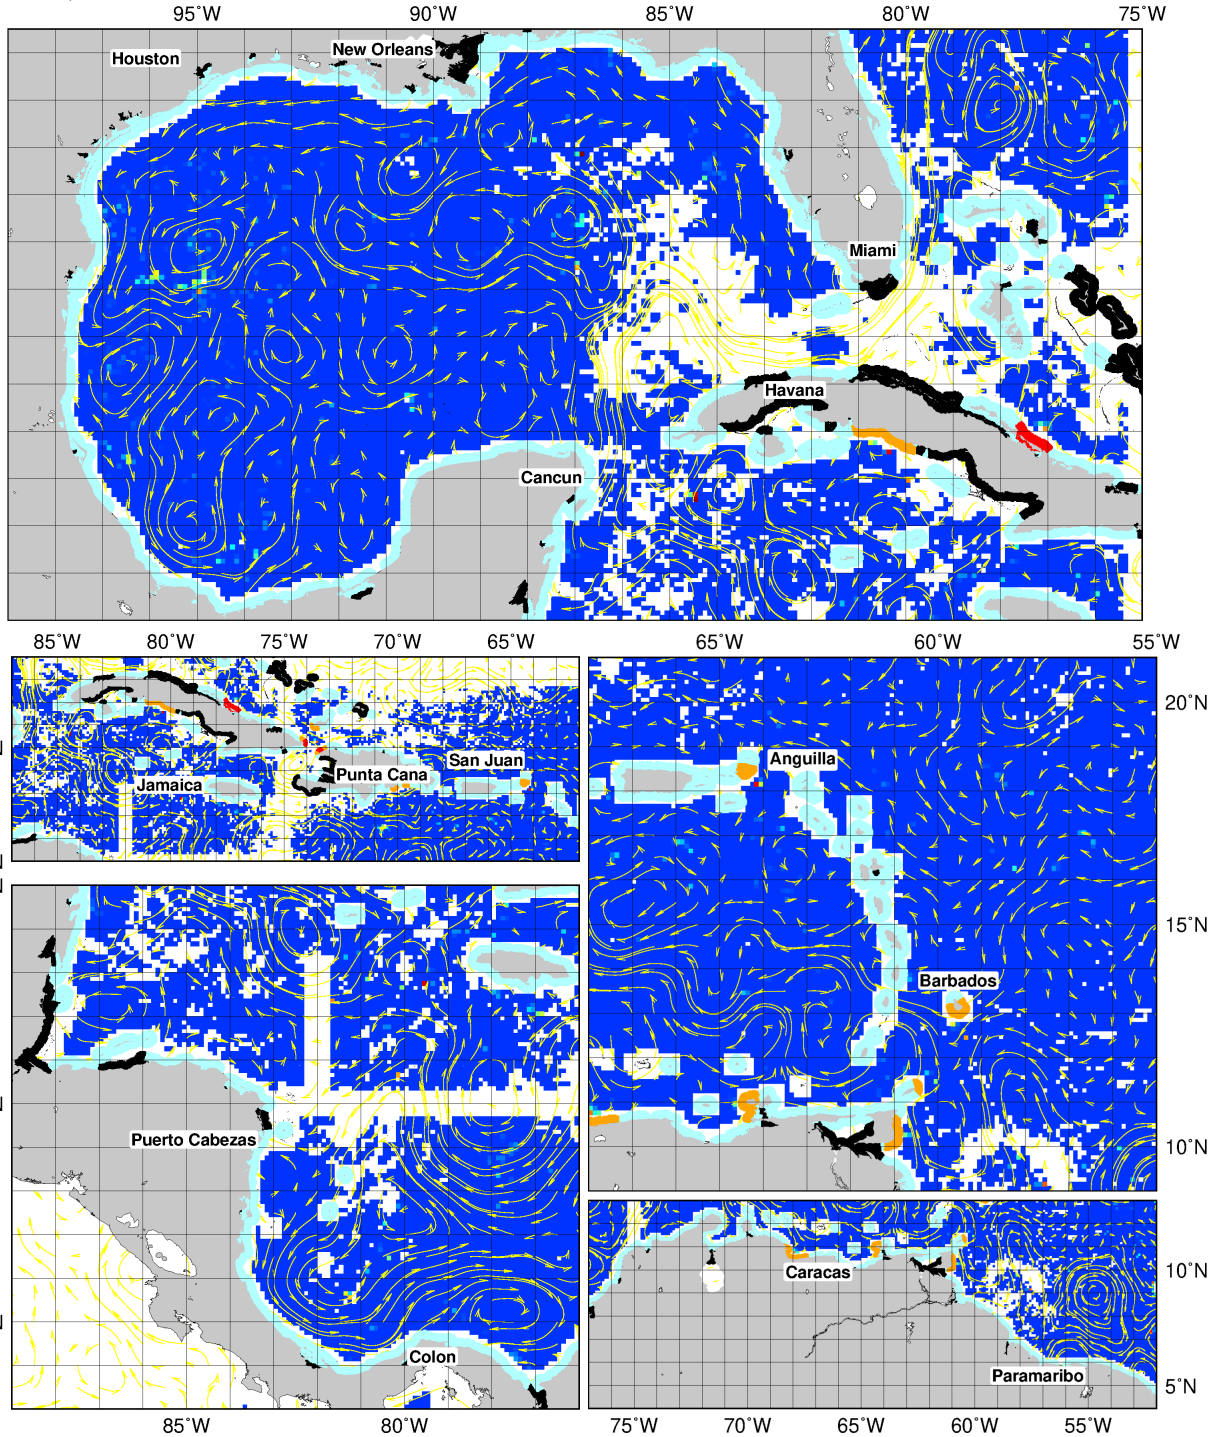 95°W 90°W 85°W 80°W 75°W
Houston
New Orleans
Miami
Havana
Cancun
85°W 80°W 75°W 70°W 65°W
65°W 60°W 55°W
Jamaica
Punta Cana
San Juan
Anguilla
Barbados
20°N
15°N
10°N
Puerto Cabezas
Colon
85°W 80°W
Caracas
Paramaribo
10°N
5°N
75°W 70°W 65°W 60°W 55°W